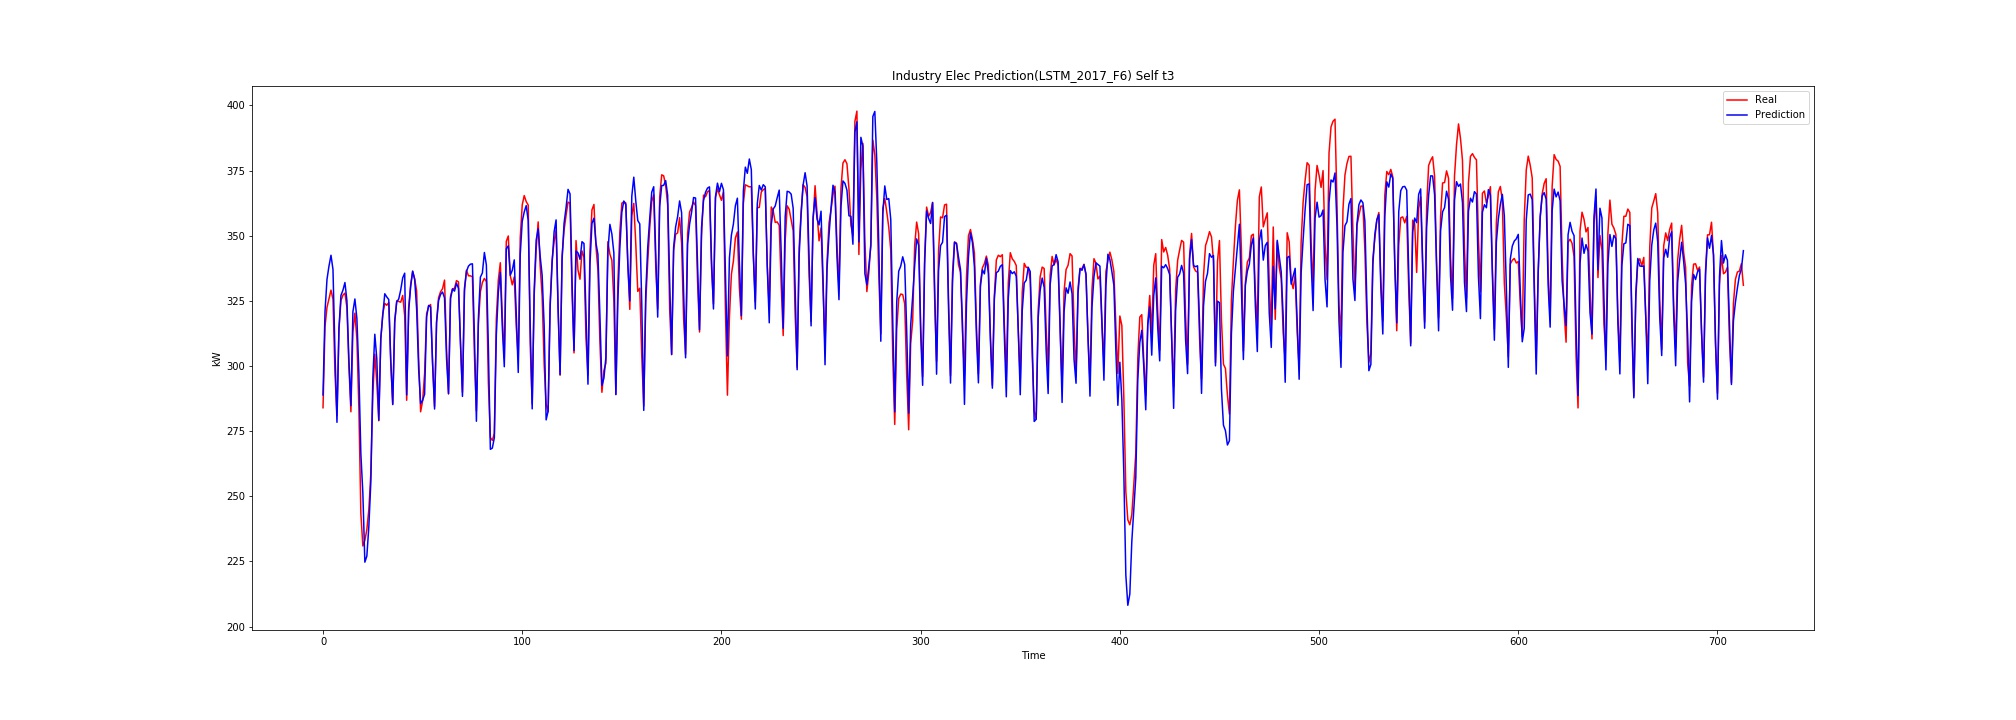 Industry Elec Prediction(LSTM_2017_F6) Self t3
Real
Prediction
400
375
350
325
300
275
250
225
200
kW
0 100 200 300 400 500 600 700
Time